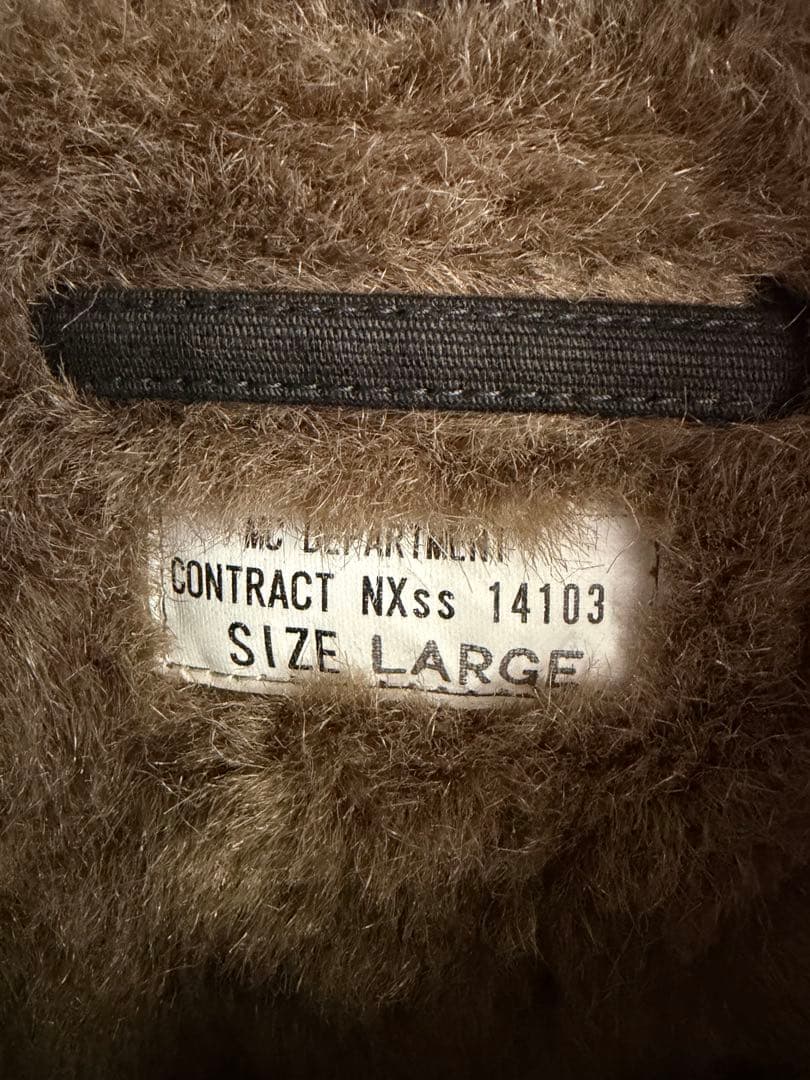 DEPARTMENT
CONTRACT NXss 14103
SIZE LARGE